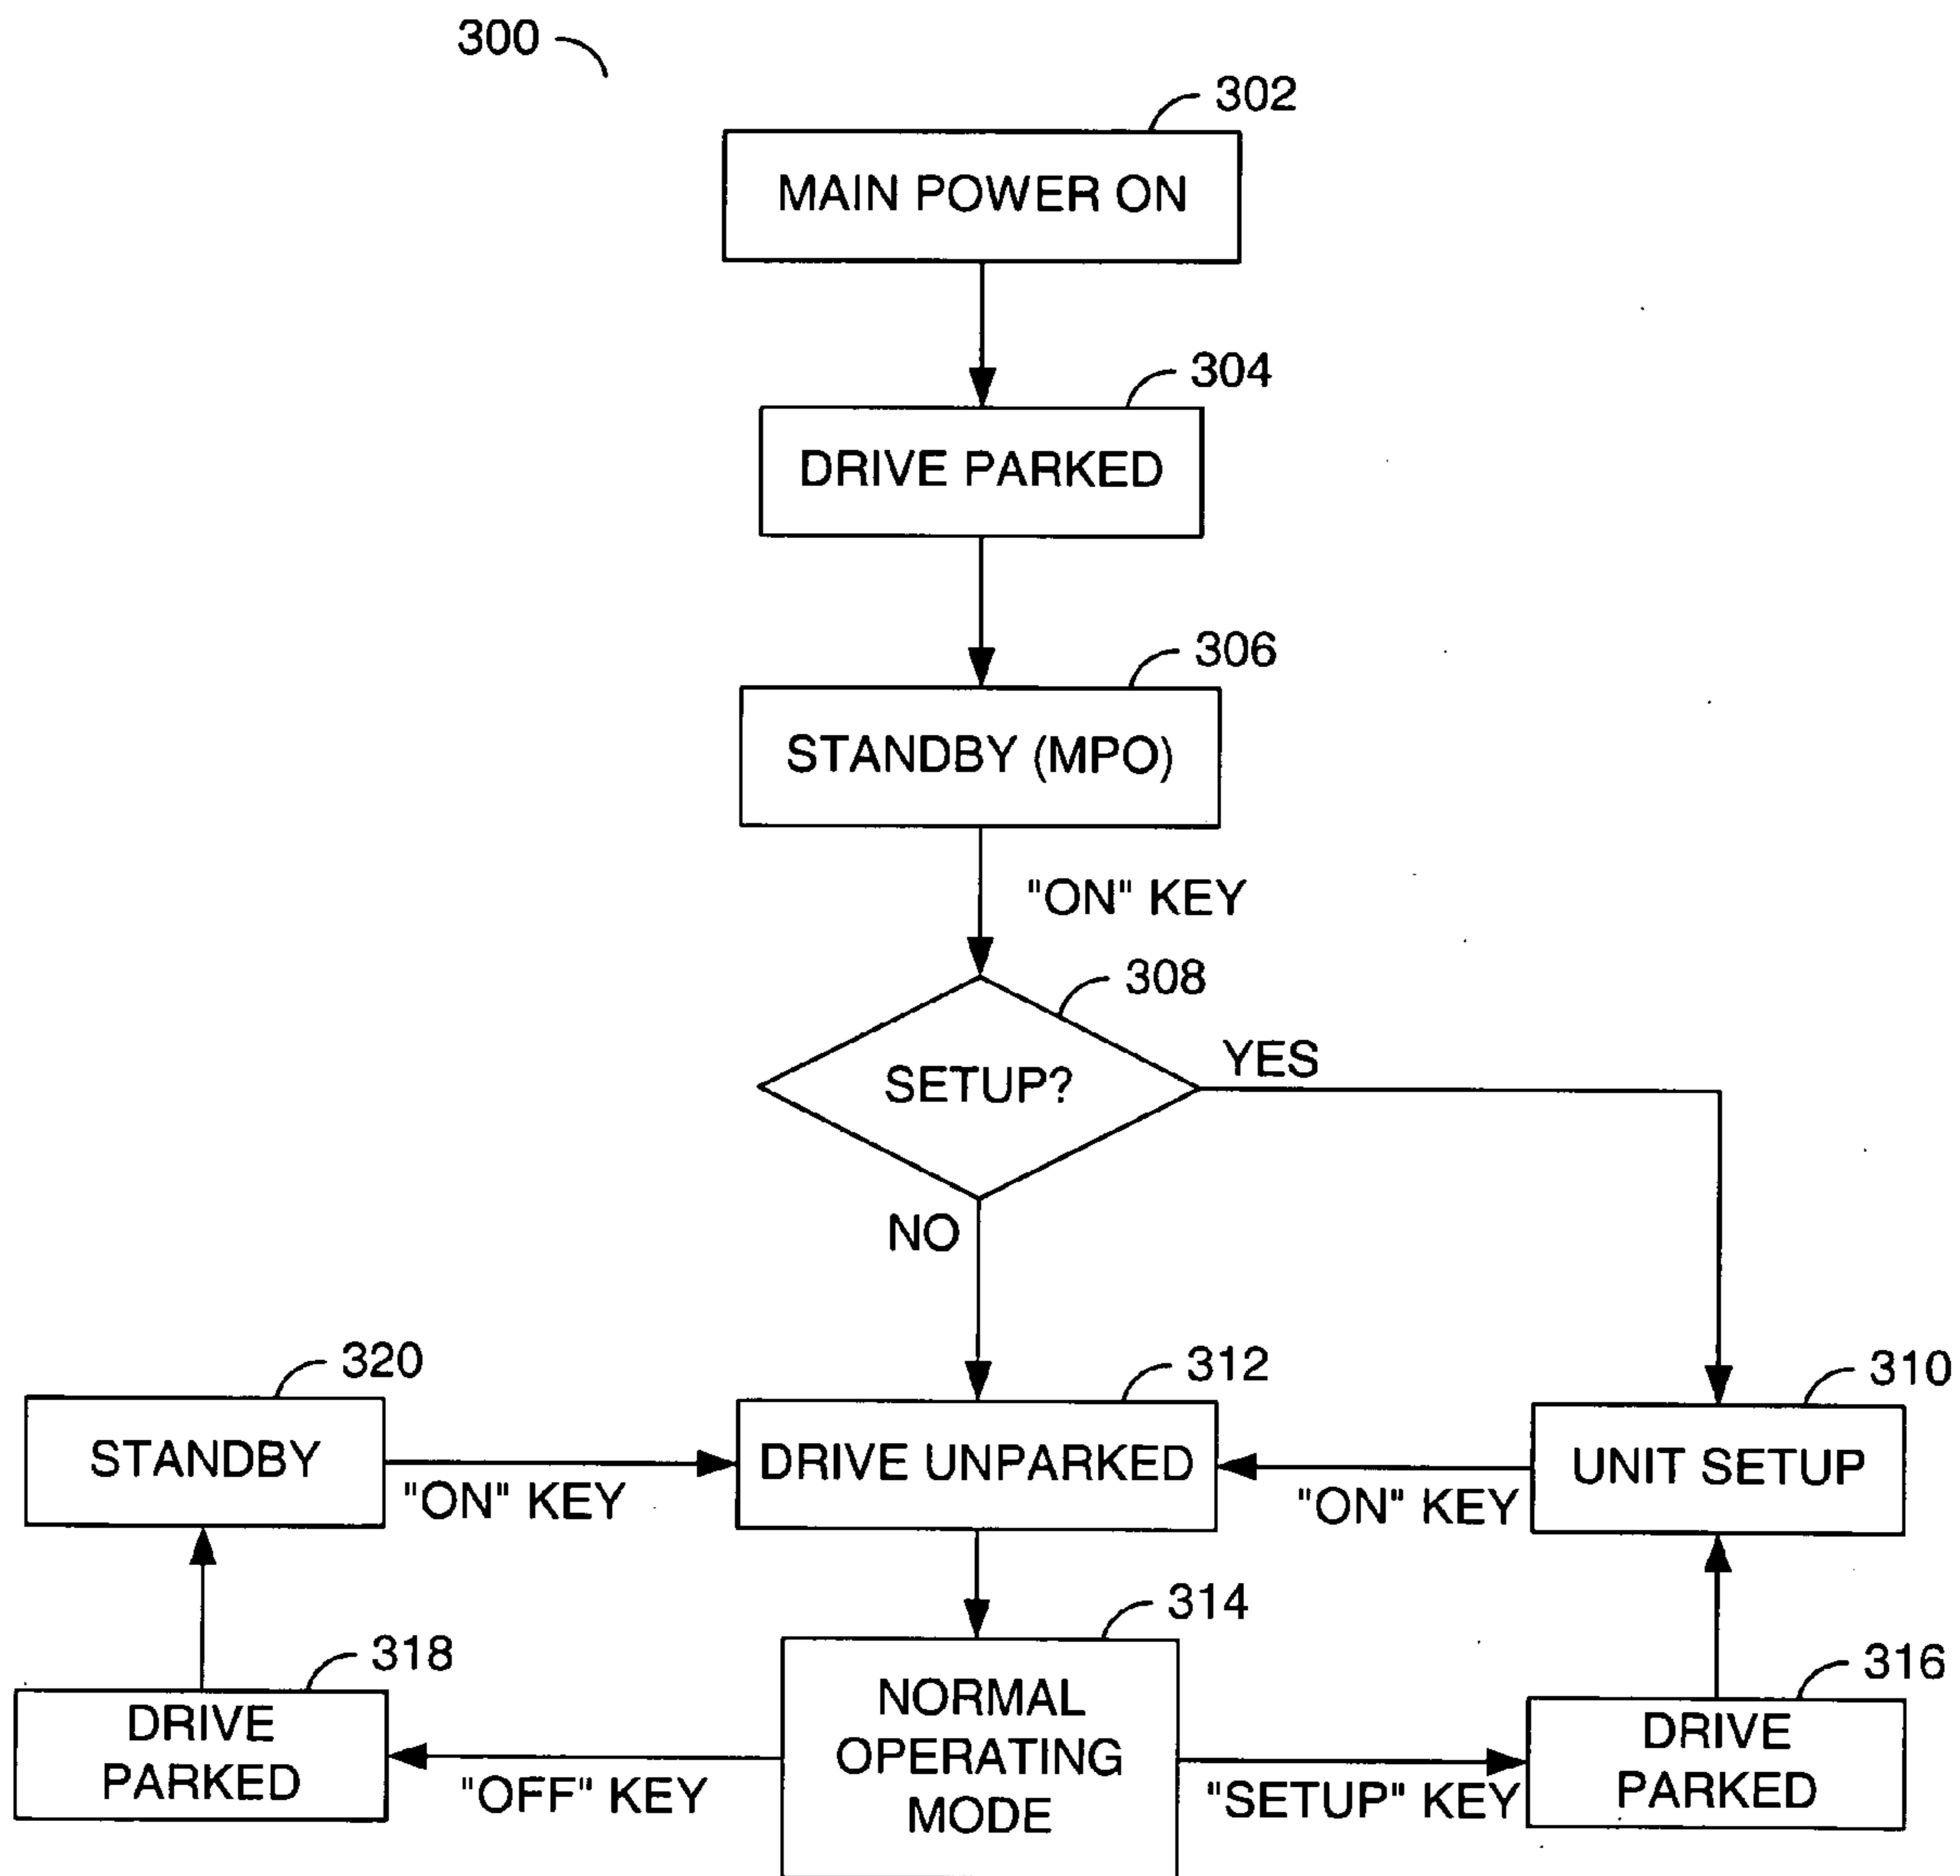 300
302
MAIN POWER ON
304
DRIVE PARKED
306
STANDBY (MPO)
"ON" KEY
308
SETUP?
YES
NO
320
312
310
STANDBY
"ON" KEY
DRIVE UNPARKED
"ON" KEY
UNIT SETUP
318
314
316
DRIVE
PARKED
"OFF" KEY
NORMAL
OPERATING
MODE
"SETUP" KEY
DRIVE
PARKED